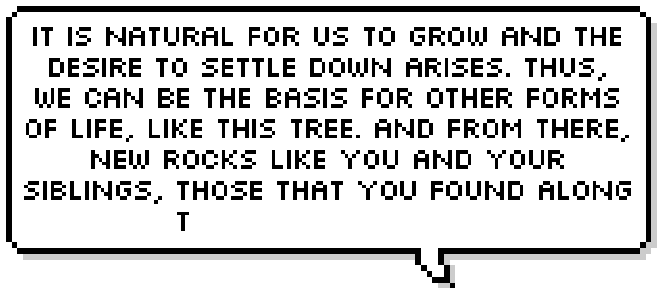 IT IS NATURAL FOR US TO GROW AND THE
DESIRE TO SETTLE DOWN ARISES. THUS,
WE CAN BE THE BASIS FOR OTHER FORMS
OF LIFE, LIKE THIS TREE. AND FROM THERE,
NEW ROCKS LIKE YOU AND YOUR
SIBLINGS, THOSE THAT YOU FOUND ALONG
T